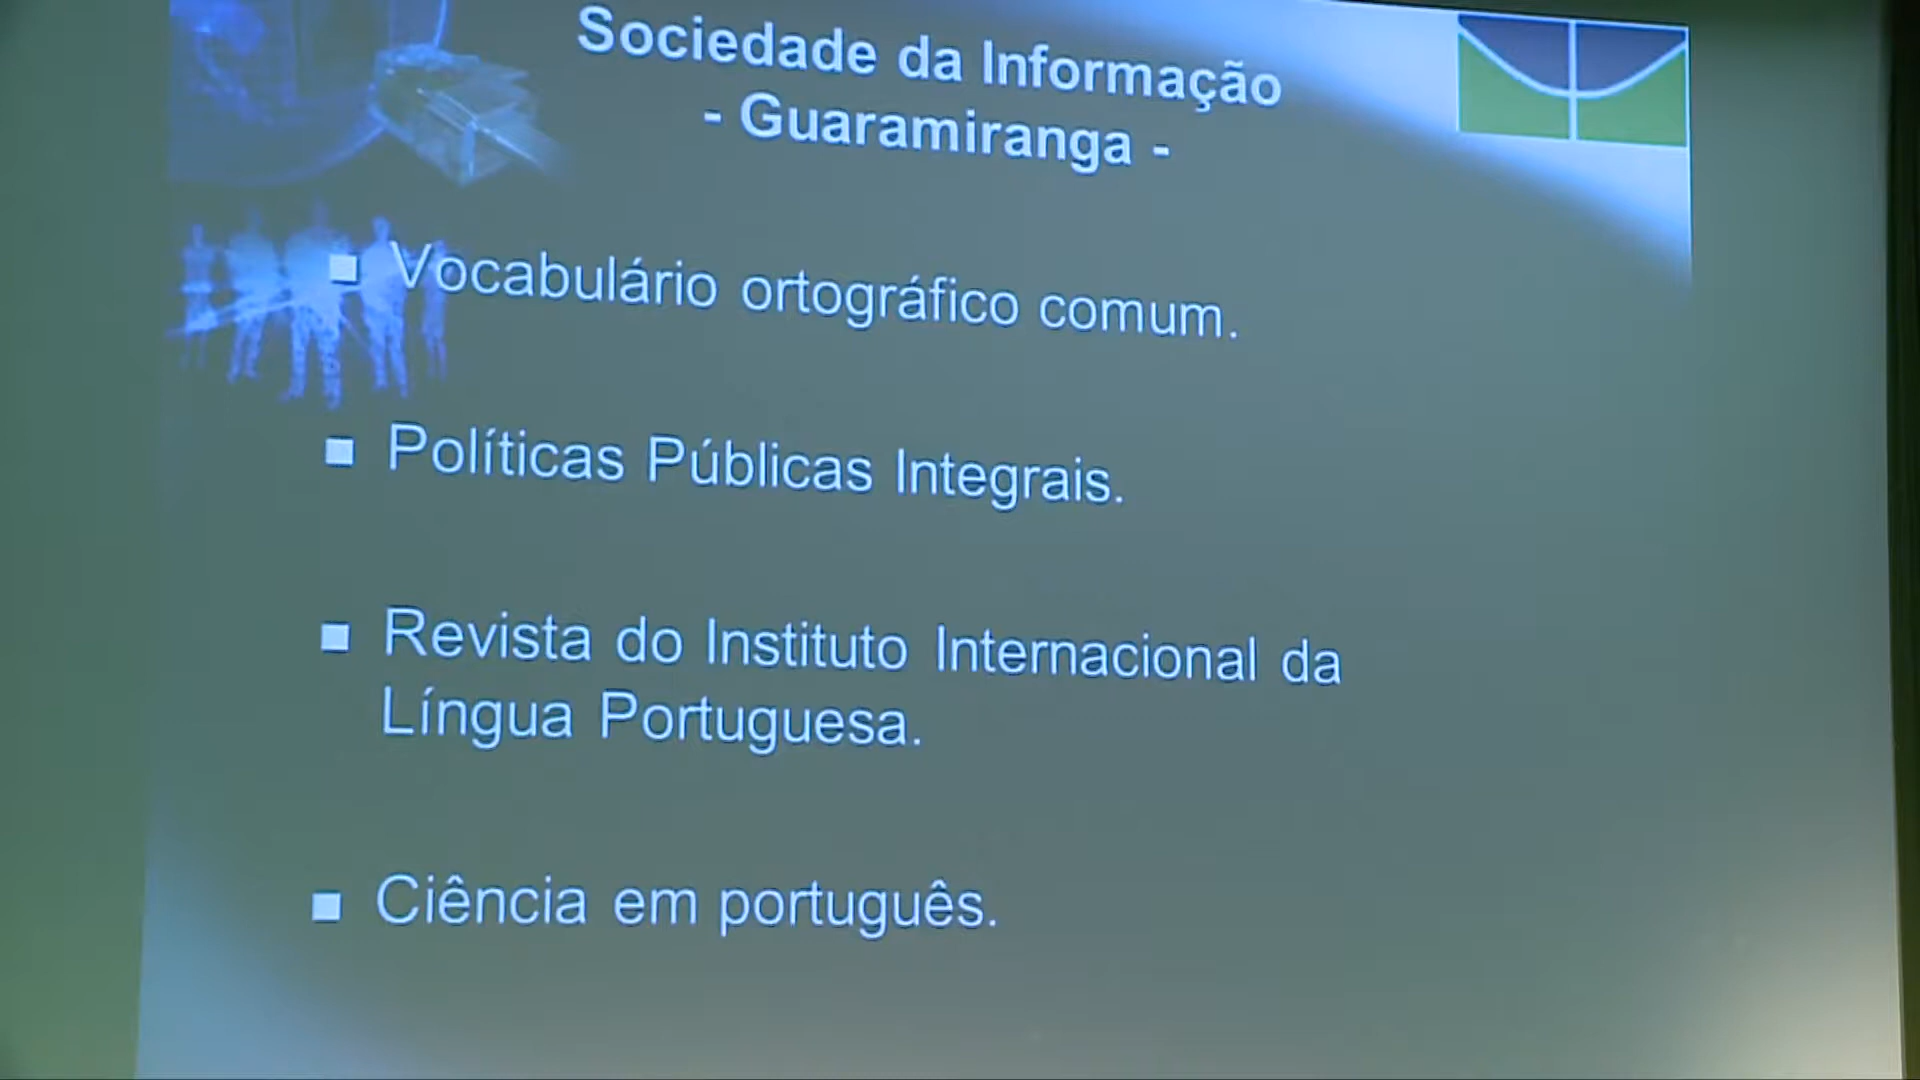 Sociedade da Informação
- Guaramiranga -
■ Vocabulário ortográfico comum.
■ Políticas Públicas Integrais.
■ Revista do Instituto Internacional da
Língua Portuguesa.
■ Ciência em português.